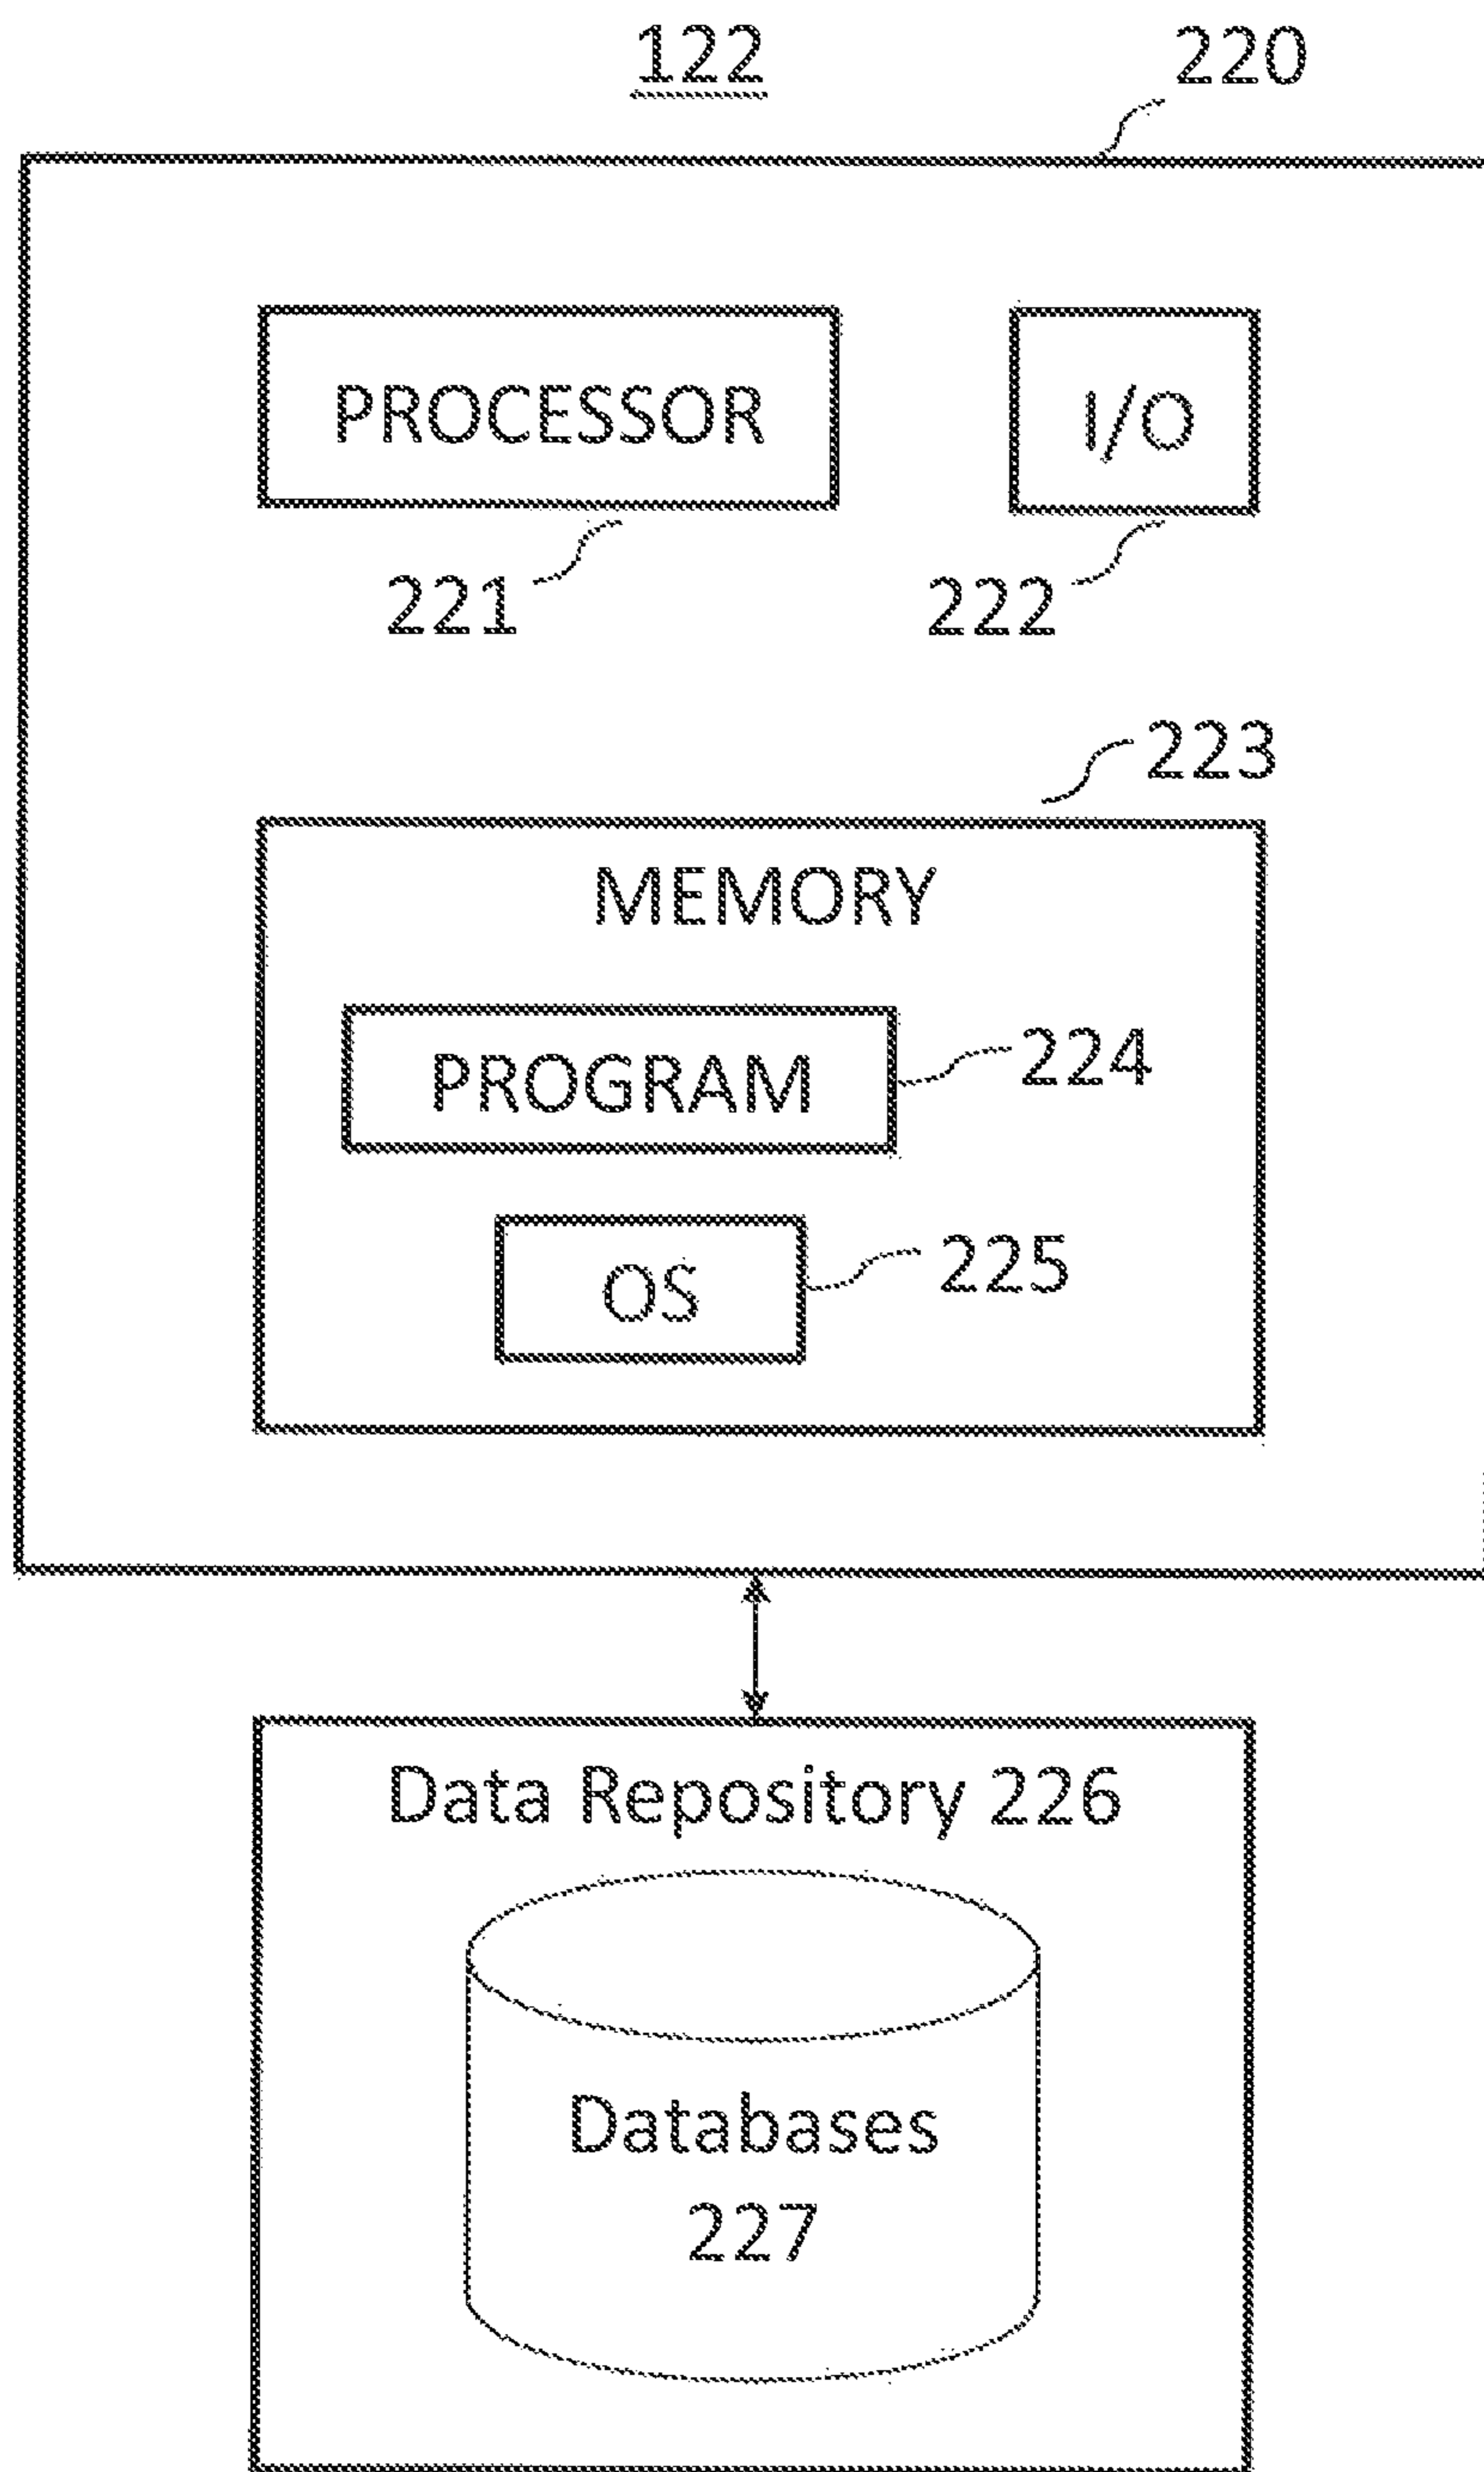 122
220
PROCESSOR
I/O
221
222
223
MEMORY
PROGRAM
224
OS
225
Data Repository 226
Databases
227